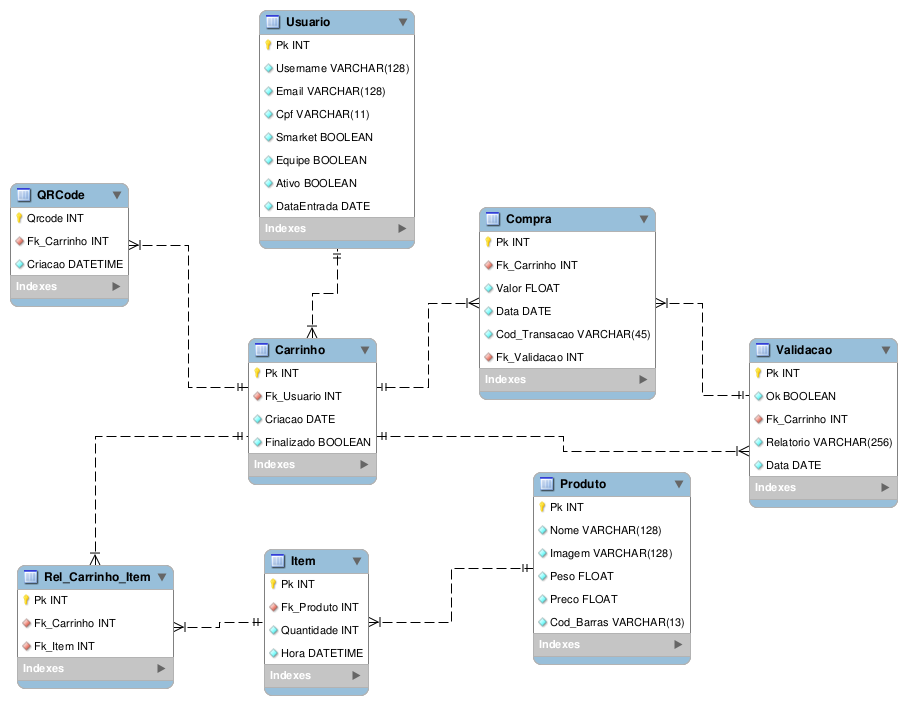 Usuario
Pk INT
Username VARCHAR(128)
Email VARCHAR(128)
Cpf VARCHAR(11)
Smarket BOOLEAN
Equipe BOOLEAN
Ativo BOOLEAN
DataEntrada DATE
Indexes
QRCode
Qrcode INT
Fk_Carrinho INT
Criacao DATETIME
Indexes
Compra
Pk INT
Fk_Carrinho INT
Valor FLOAT
Data DATE
Cod_Transacao VARCHAR(45)
Fk_Validacao INT
Indexes
Carrinho
Pk INT
Fk_Usuario INT
Criacao DATE
Finalizado BOOLEAN
Indexes
Validacao
Pk INT
Ok BOOLEAN
Fk_Carrinho INT
Relatorio VARCHAR(256)
Data DATE
Indexes
Produto
Pk INT
Nome VARCHAR(128)
Imagem VARCHAR(128)
Peso FLOAT
Preco FLOAT
Cod_Barras VARCHAR(13)
Indexes
Rel_Carrinho_Item
Pk INT
Fk_Carrinho INT
Fk_Item INT
Indexes
Item
Pk INT
Fk_Produto INT
Quantidade INT
Hora DATETIME
Indexes